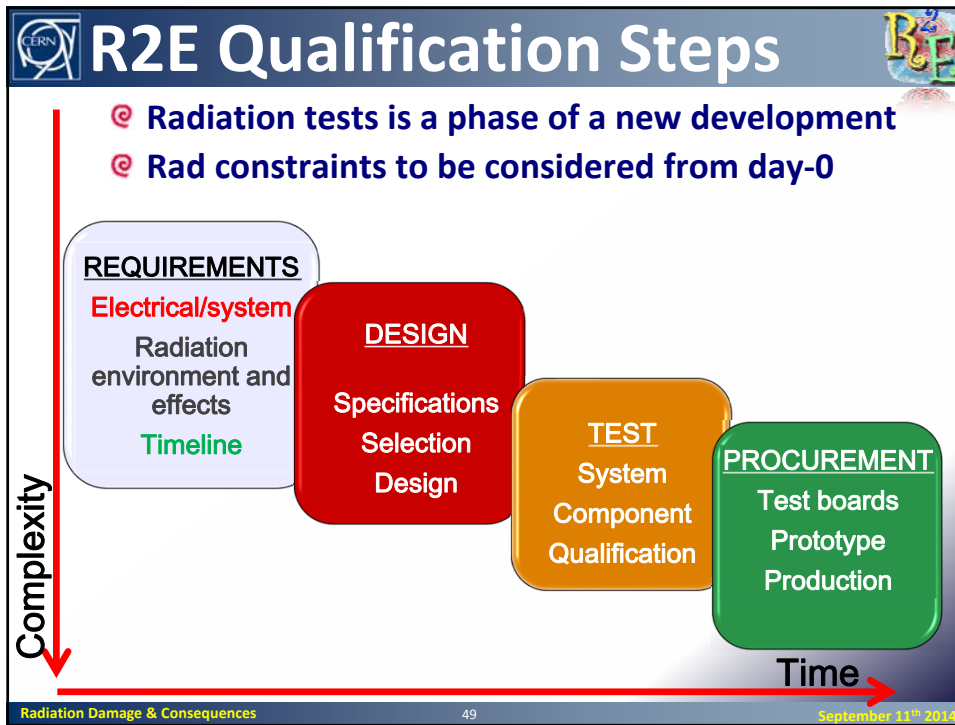 CERN
R2E Qualification Steps
R2E
Radiation tests is a phase of a new development
Rad constraints to be considered from day-0
REQUIREMENTS
Electrical/system
Radiation
environment and
effects
Timeline
DESIGN
Specifications
Selection
Design
TEST
System
Component
Qualification
PROCUREMENT
Test boards
Prototype
Production
Complexity
Time
Radiation Damage & Consequences
49
September 11th 2014